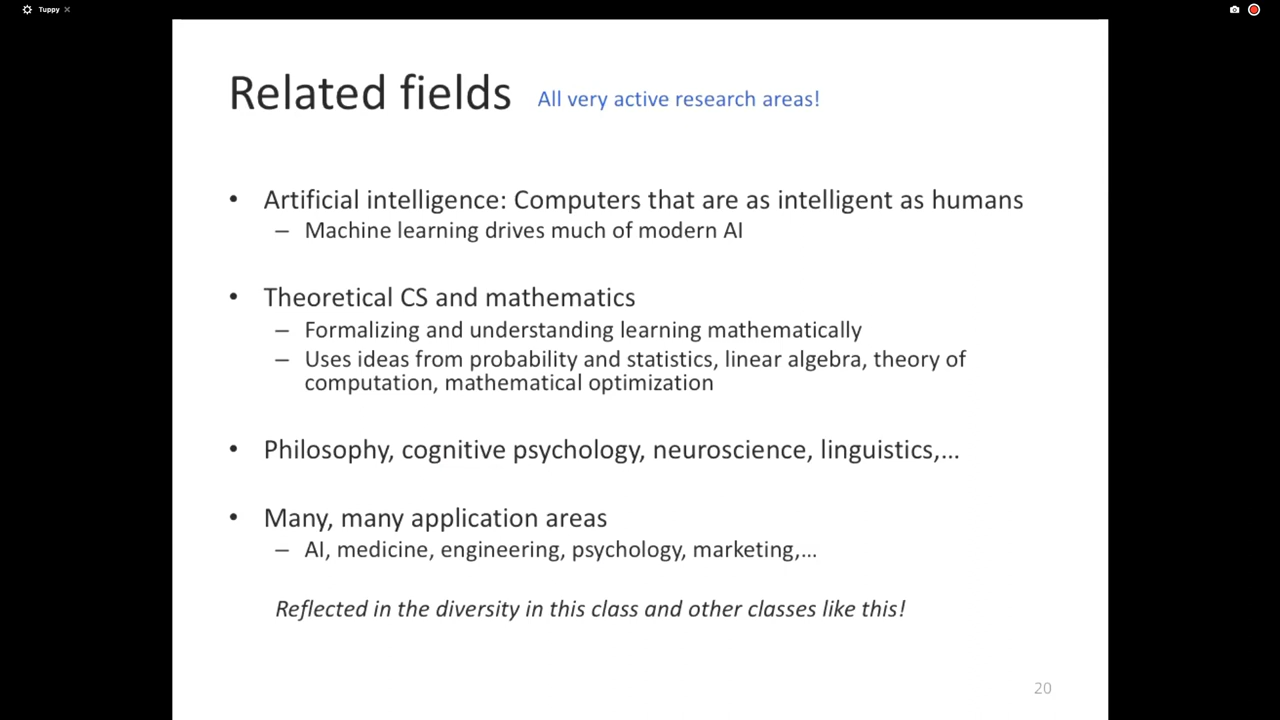 Tuppy
Related fields All very active research areas!
• Artificial intelligence: Computers that are as intelligent as humans
– Machine learning drives much of modern AI
• Theoretical CS and mathematics
– Formalizing and understanding learning mathematically
– Uses ideas from probability and statistics, linear algebra, theory of
computation, mathematical optimization
• Philosophy, cognitive psychology, neuroscience, linguistics,...
• Many, many application areas
– AI, medicine, engineering, psychology, marketing,...
Reflected in the diversity in this class and other classes like this!
20